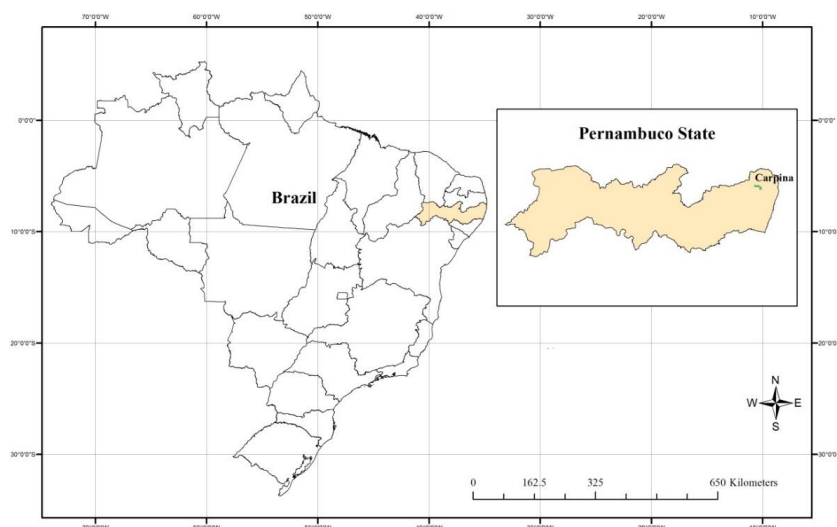 70°0'0"W 60°0'0"W 50°0'0"W 40°0'0"W 30°0'0"W 20°0'0"W 10°0'0"W
0°0'0" 0°0'0"
Pernambuco State
Carpina
Brazil
10°0'0"S 10°0'0"S
20°0'0"S 20°0'0"S
N
W E
S
30°0'0"S 30°0'0"S
0 162.5 325 650 Kilometers